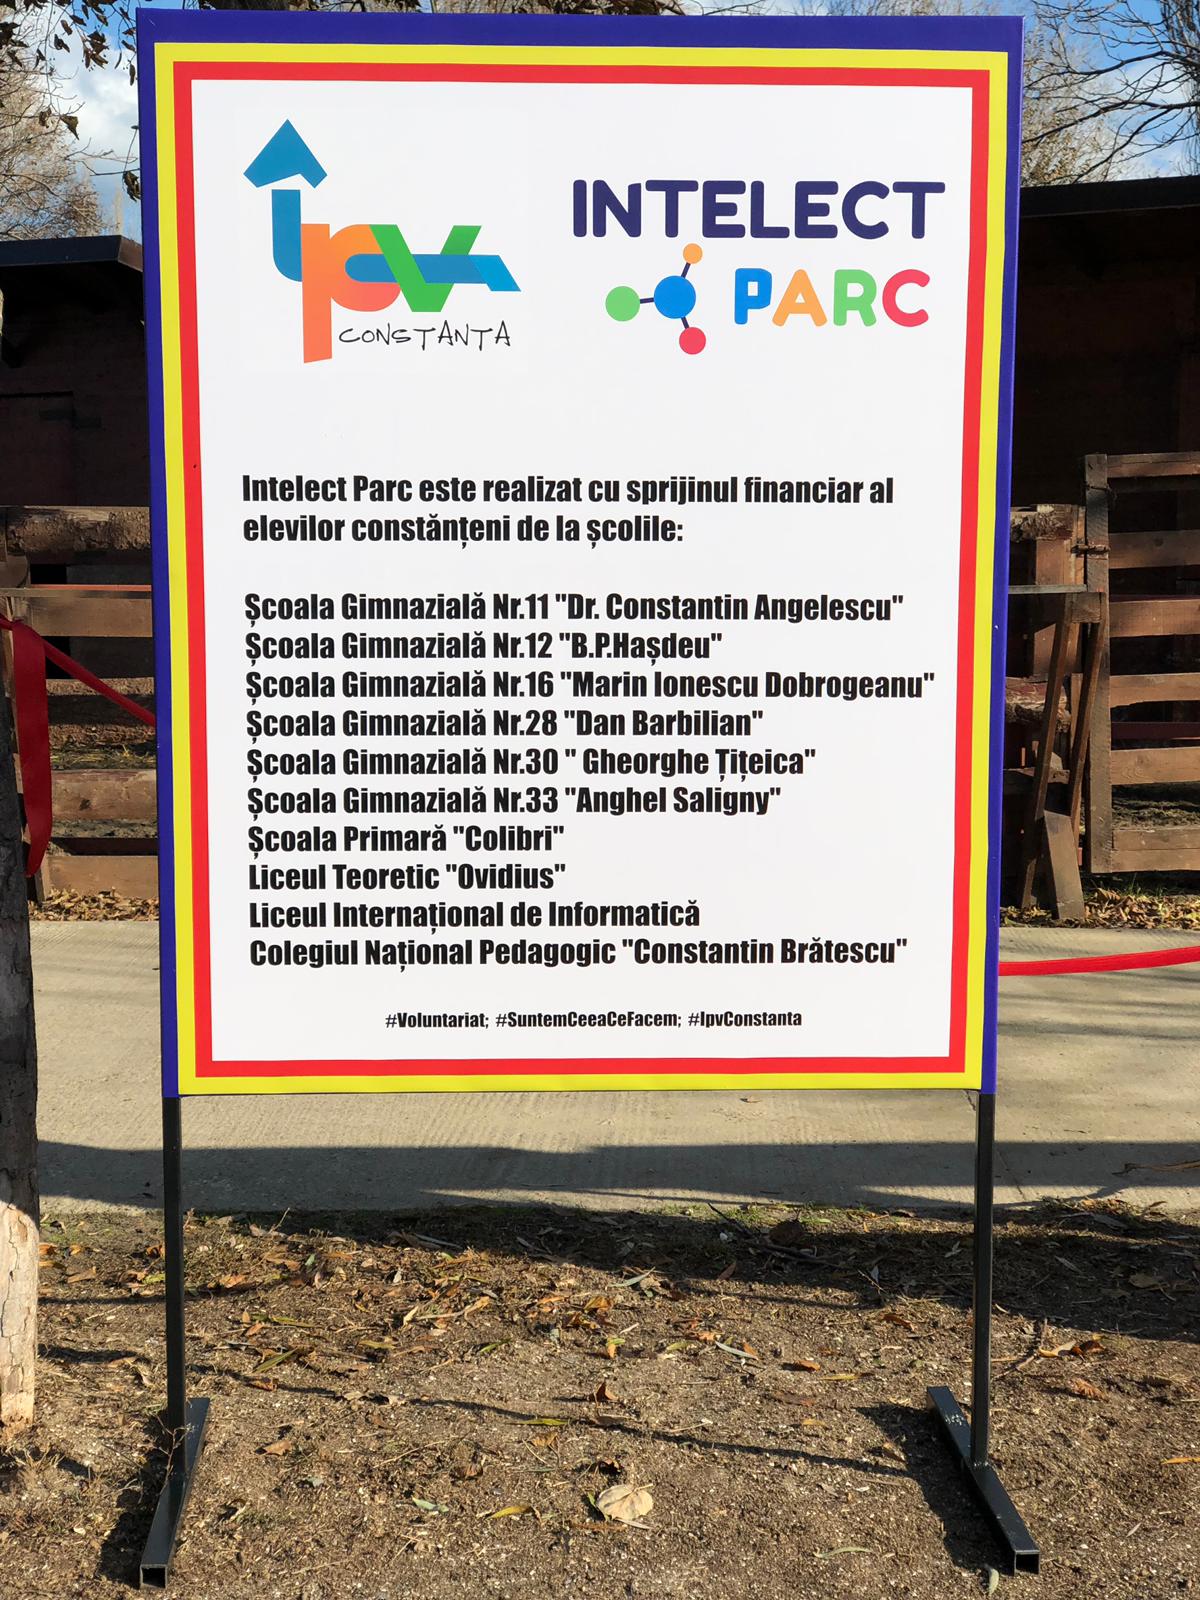 ipv
CONSTANTA
INTELECT
PARC
Intelect Parc este realizat cu sprijinul financiar al
elevilor constănțeni de la școlile:
Școala Gimnazială Nr.11 "Dr. Constantin Angelescu"
Școala Gimnazială Nr.12 "B.P.Hașdeu"
Școala Gimnazială Nr.16 "Marin Ionescu Dobrogeanu"
Școala Gimnazială Nr.28 "Dan Barbilian"
Școala Gimnazială Nr.30 " Gheorghe Țițeica"
Școala Gimnazială Nr.33 "Anghel Saligny"
Școala Primară "Colibri"
Liceul Teoretic "Ovidius"
Liceul Internațional de Informatică
Colegiul Național Pedagogic "Constantin Brătescu"
#Voluntariat; #SuntemCeeaCeFacem; #IpvConstanta